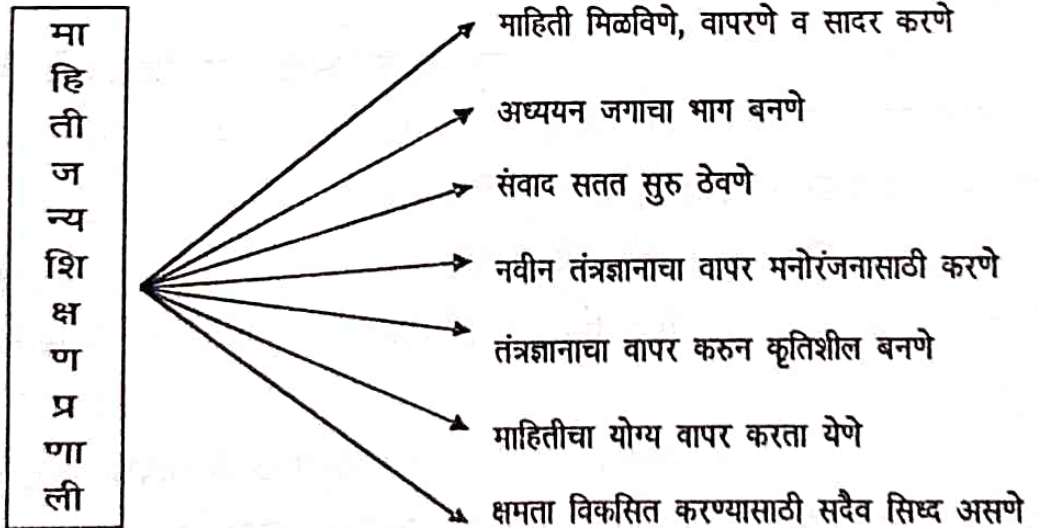 मा
हि
ती
ज
न्य
शि
क्ष
ण
प्र
णा
ली
माहिती मिळविणे, वापरणे व सादर करणे
अध्ययन जगाचा भाग बनणे
संवाद सतत सुरु ठेवणे
नवीन तंत्रज्ञानाचा वापर मनोरंजनासाठी करणे
तंत्रज्ञानाचा वापर करुन कृतिशील बनणे
माहितीचा योग्य वापर करता येणे
क्षमता विकसित करण्यासाठी सदैव सिध्द असणे